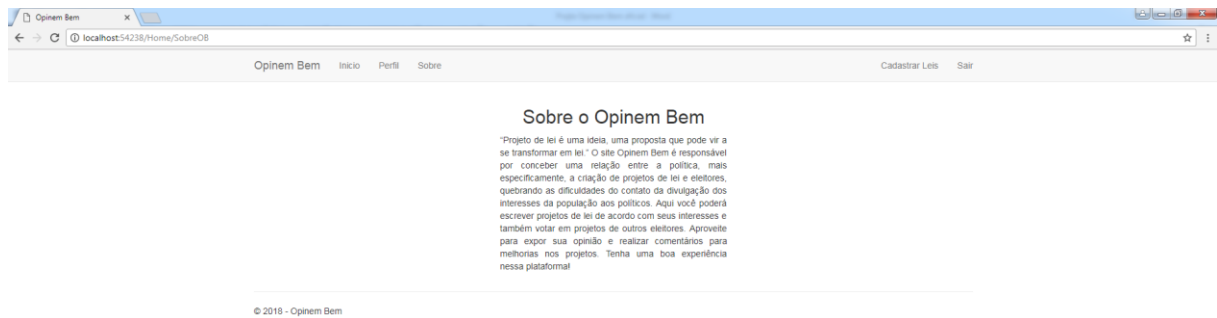 Opinem Bem
localhost:54238/Home/SobreOB
Opinem Bem Inicio Perfil Sobre Cadastrar Leis Sair
Sobre o Opinem Bem
"Projeto de lei é uma ideia, uma proposta que pode vir a
se transformar em lei." O site Opinem Bem é responsável
por conceber uma relação entre a política, mais
especificamente, a criação de projetos de lei e eleitores,
quebrando as dificuldades do contato da divulgação dos
interesses da população aos políticos. Aqui você poderá
escrever projetos de lei de acordo com seus interesses e
também votar em projetos de outros eleitores. Aproveite
para expor sua opinião e realizar comentários para
melhorias nos projetos. Tenha uma boa experiência
nessa plataforma!
© 2018 - Opinem Bem